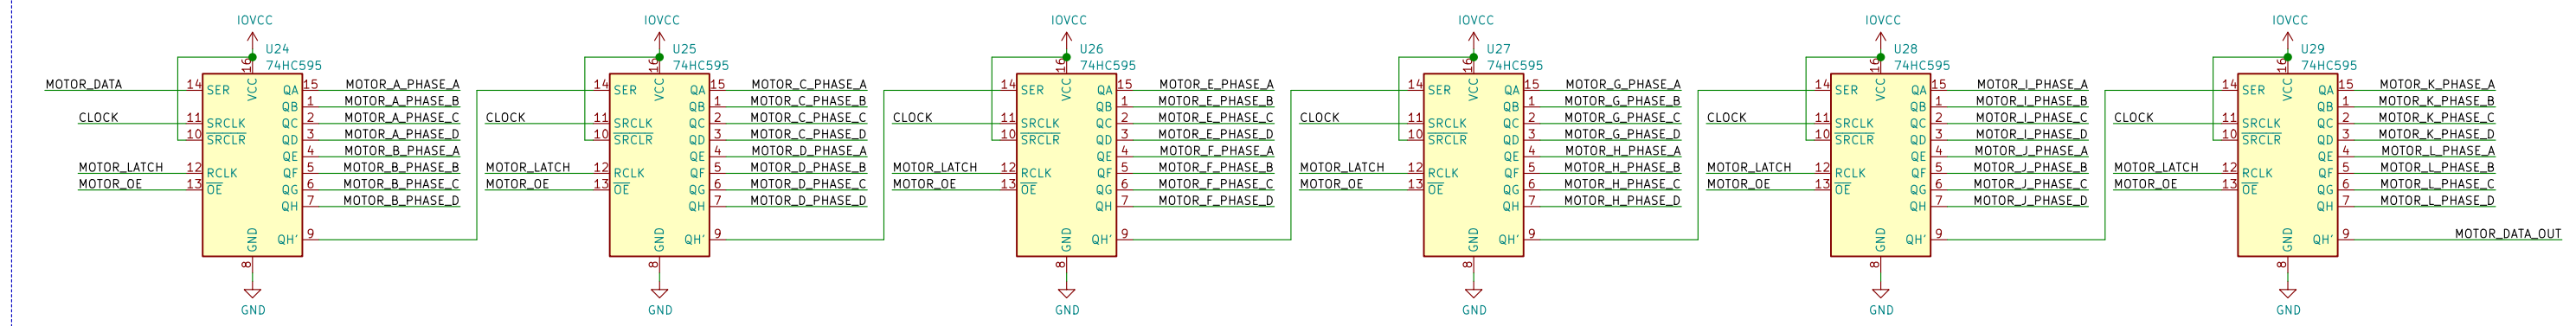 IOVCC
U24
74HC595
16
VCC
MOTOR_DATA 14 SER QA 15 MOTOR_A_PHASE_A
QB 1 MOTOR_A_PHASE_B
CLOCK 11 SRCLK QC 2 MOTOR_A_PHASE_C
10 SRCLR QD 3 MOTOR_A_PHASE_D
QE 4 MOTOR_B_PHASE_A
MOTOR_LATCH 12 RCLK QF 5 MOTOR_B_PHASE_B
MOTOR_OE 13 OE QG 6 MOTOR_B_PHASE_C
QH 7 MOTOR_B_PHASE_D
GND QH' 9
8
GND
IOVCC
U25
74HC595
16
VCC
14 SER QA 15 MOTOR_C_PHASE_A
QB 1 MOTOR_C_PHASE_B
CLOCK 11 SRCLK QC 2 MOTOR_C_PHASE_C
10 SRCLR QD 3 MOTOR_C_PHASE_D
QE 4 MOTOR_D_PHASE_A
MOTOR_LATCH 12 RCLK QF 5 MOTOR_D_PHASE_B
MOTOR_OE 13 OE QG 6 MOTOR_D_PHASE_C
QH 7 MOTOR_D_PHASE_D
GND QH' 9
8
GND
IOVCC
U26
74HC595
16
VCC
14 SER QA 15 MOTOR_E_PHASE_A
QB 1 MOTOR_E_PHASE_B
CLOCK 11 SRCLK QC 2 MOTOR_E_PHASE_C
10 SRCLR QD 3 MOTOR_E_PHASE_D
QE 4 MOTOR_F_PHASE_A
MOTOR_LATCH 12 RCLK QF 5 MOTOR_F_PHASE_B
MOTOR_OE 13 OE QG 6 MOTOR_F_PHASE_C
QH 7 MOTOR_F_PHASE_D
GND QH' 9
8
GND
IOVCC
U27
74HC595
16
VCC
14 SER QA 15 MOTOR_G_PHASE_A
QB 1 MOTOR_G_PHASE_B
CLOCK 11 SRCLK QC 2 MOTOR_G_PHASE_C
10 SRCLR QD 3 MOTOR_G_PHASE_D
QE 4 MOTOR_H_PHASE_A
MOTOR_LATCH 12 RCLK QF 5 MOTOR_H_PHASE_B
MOTOR_OE 13 OE QG 6 MOTOR_H_PHASE_C
QH 7 MOTOR_H_PHASE_D
GND QH' 9
8
GND
IOVCC
U28
74HC595
16
VCC
14 SER QA 15 MOTOR_I_PHASE_A
QB 1 MOTOR_I_PHASE_B
CLOCK 11 SRCLK QC 2 MOTOR_I_PHASE_C
10 SRCLR QD 3 MOTOR_I_PHASE_D
QE 4 MOTOR_J_PHASE_A
MOTOR_LATCH 12 RCLK QF 5 MOTOR_J_PHASE_B
MOTOR_OE 13 OE QG 6 MOTOR_J_PHASE_C
QH 7 MOTOR_J_PHASE_D
GND QH' 9
8
GND
IOVCC
U29
74HC595
16
VCC
14 SER QA 15 MOTOR_K_PHASE_A
QB 1 MOTOR_K_PHASE_B
CLOCK 11 SRCLK QC 2 MOTOR_K_PHASE_C
10 SRCLR QD 3 MOTOR_K_PHASE_D
QE 4 MOTOR_L_PHASE_A
MOTOR_LATCH 12 RCLK QF 5 MOTOR_L_PHASE_B
MOTOR_OE 13 OE QG 6 MOTOR_L_PHASE_C
QH 7 MOTOR_L_PHASE_D
GND QH' 9 MOTOR_DATA_OUT
8
GND